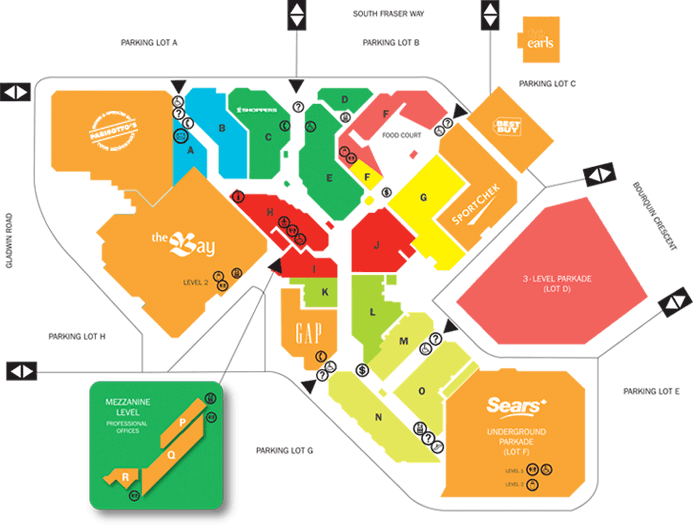 SOUTH FRASER WAY
PARKING LOT A
PARKING LOT B
earls
PARKING LOT C
SHOPPERS
PARIGOTTO'S
BEST
BUY
A
B
C
D
E
F
FOOD COURT
F
G
SPORTCHEK
BOURQUIN CRESCENT
GLADWIN ROAD
the Bay
LEVEL 2
H
I
J
K
L
M
N
O
GAP
3-LEVEL PARKADE
(LOT D)
PARKING LOT H
PARKING LOT E
PARKING LOT G
MEZZANINE
LEVEL
PROFESSIONAL
OFFICES
P
Q
R
Sears
UNDERGROUND
PARKADE
(LOT F)
LEVEL 1
LEVEL 2